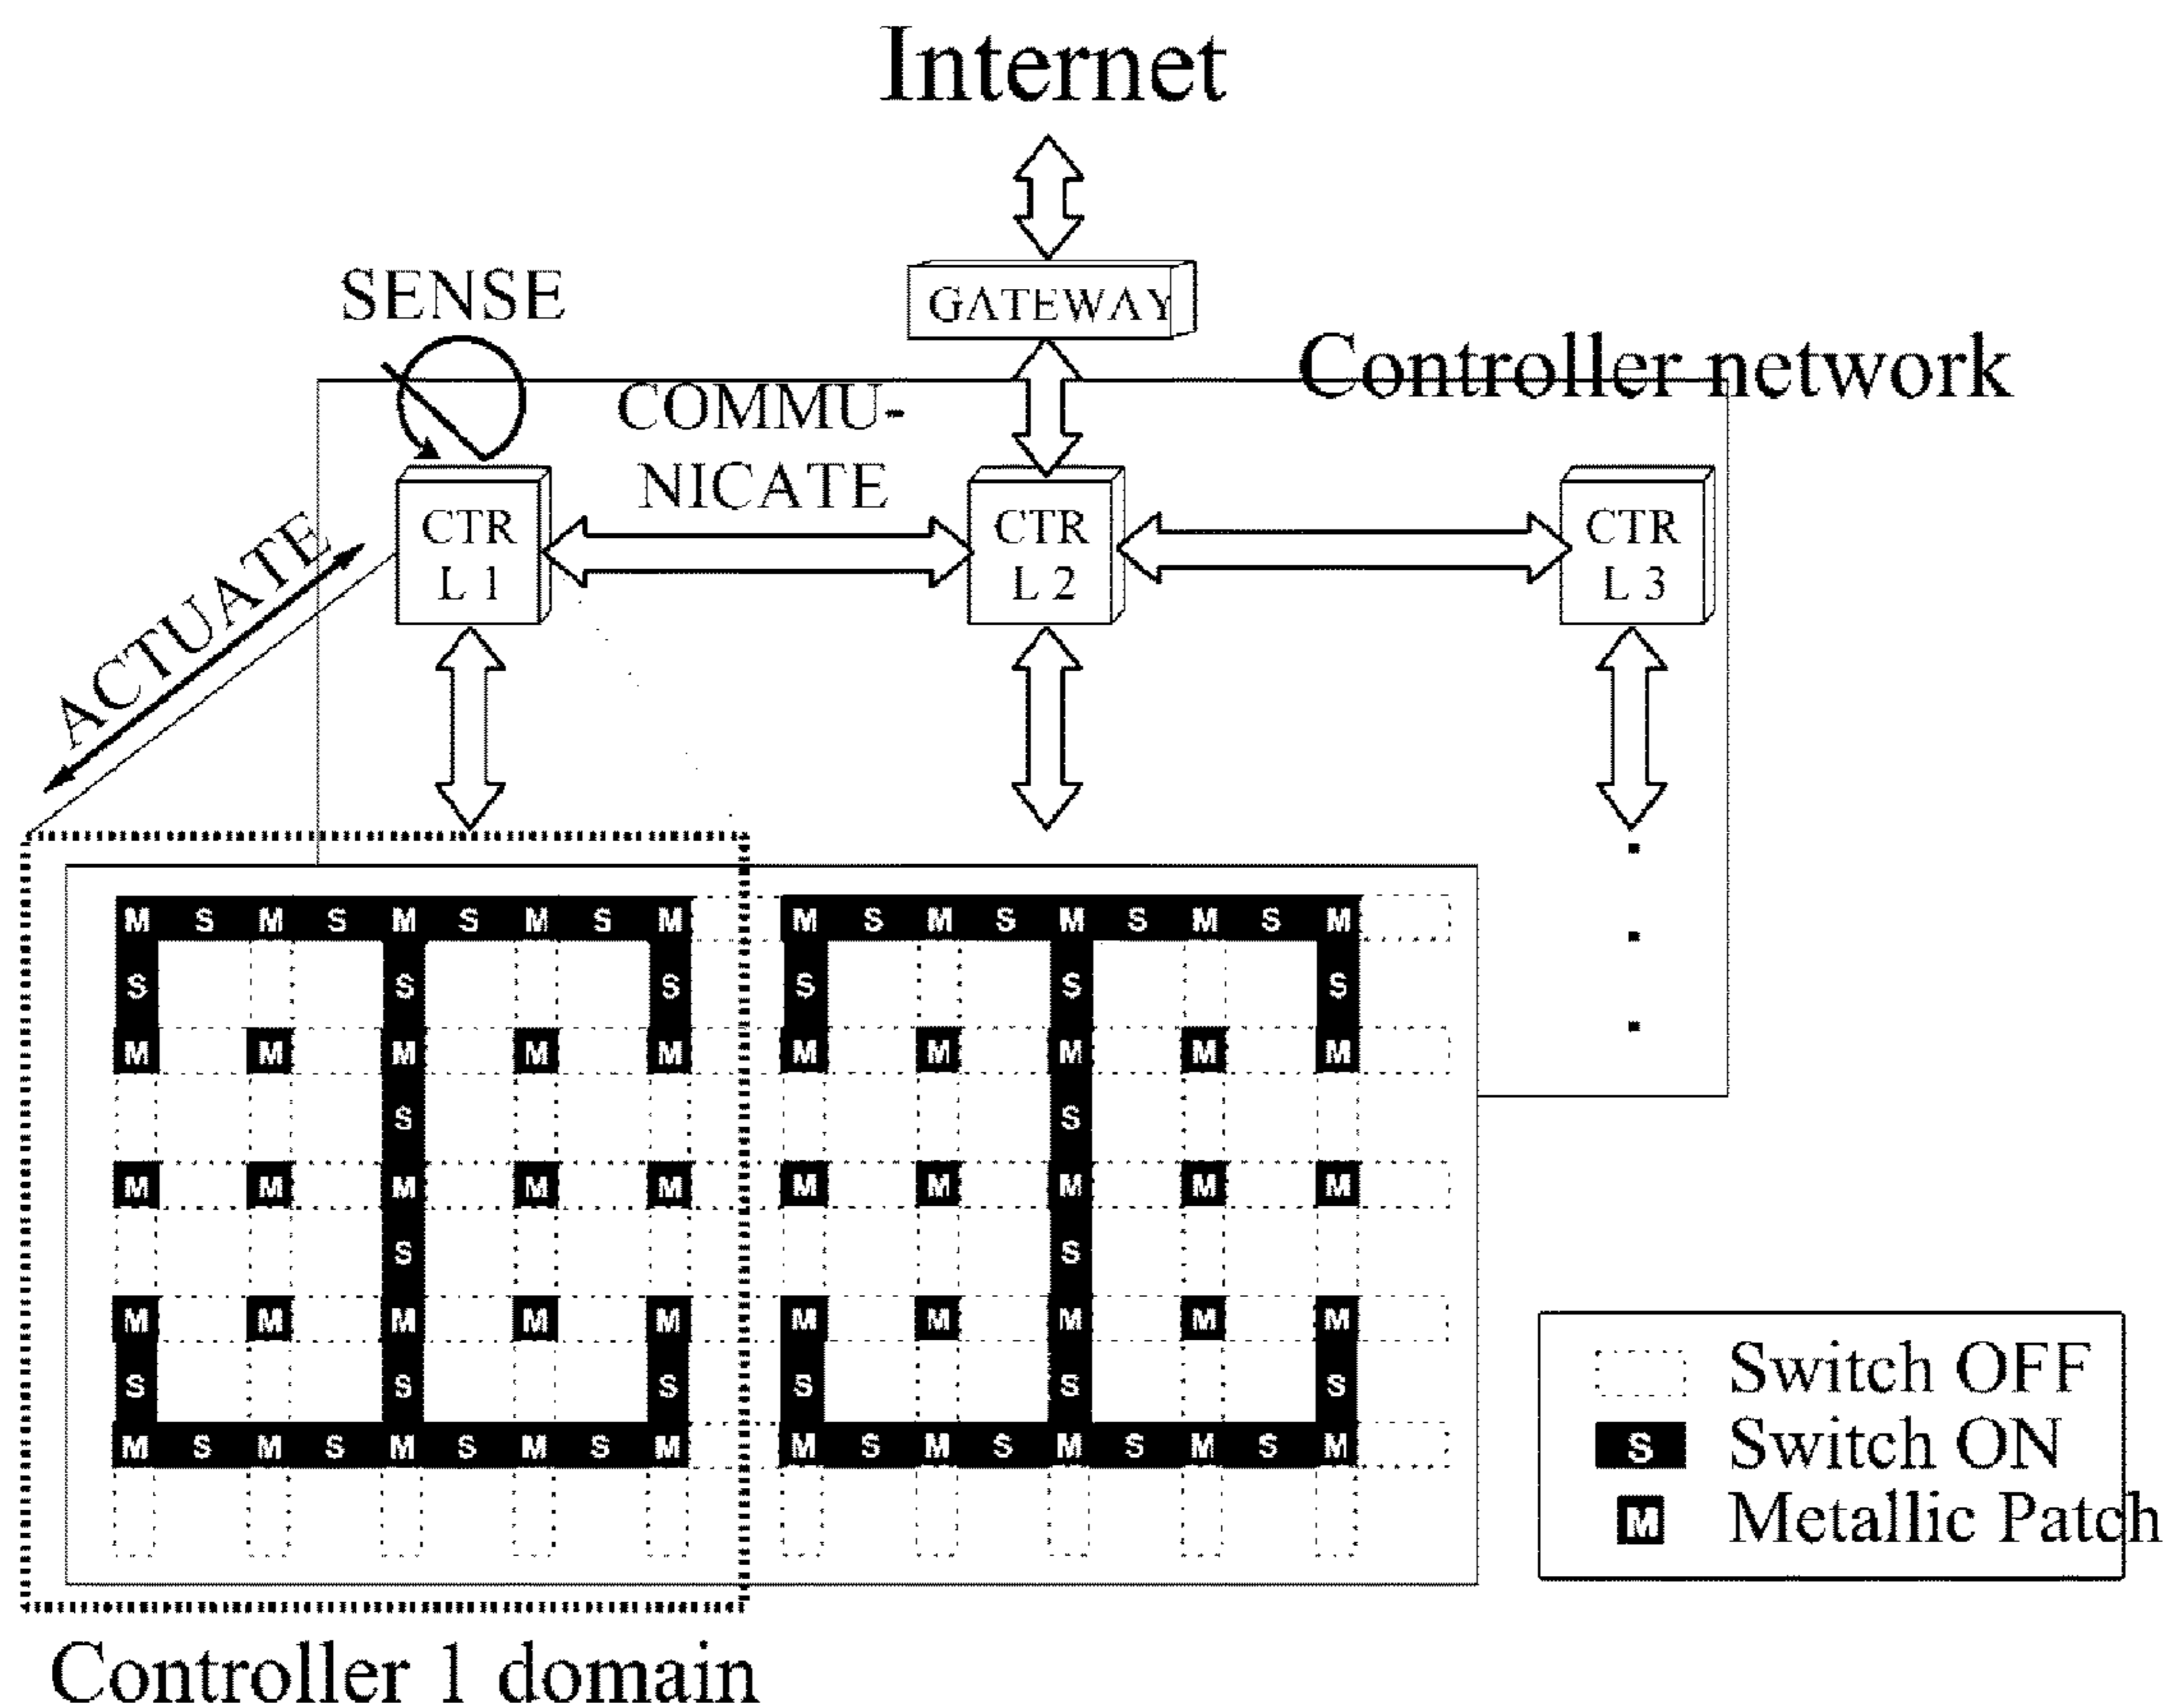 Internet
SENSE
GATEWAY
Controller network
COMMU-
NICATE
ACTUATE
CTR
L 1
CTR
L 2
CTR
L 3
M S M S M S M S M M S M S M S M S M
S S S S S S
M M M M M M M M M M
S S
M M M M M M M M M M
S S
M M M M M M M M M M
S S S S S S
M S M S M S M S M M S M S M S M S M
Switch OFF
S Switch ON
M Metallic Patch
Controller 1 domain